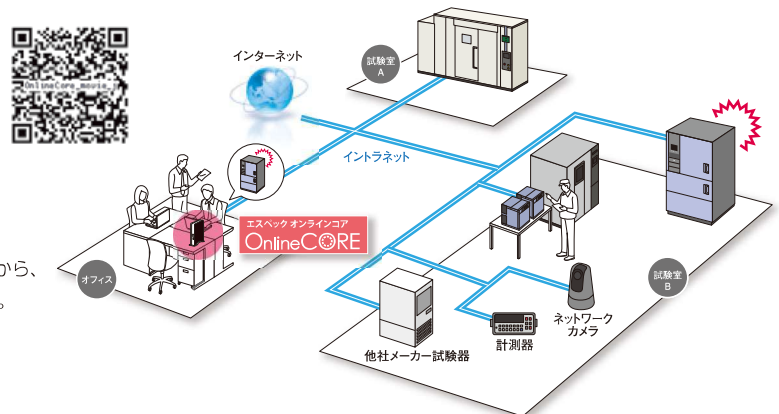 OnlineCore_movie_j
インターネット
試験室
A
イントラネット
エスペック オンラインコア
OnlineCORE
から、
。
オフィス
試験室
B
ネットワーク
カメラ
計測器
他社メーカー試験器